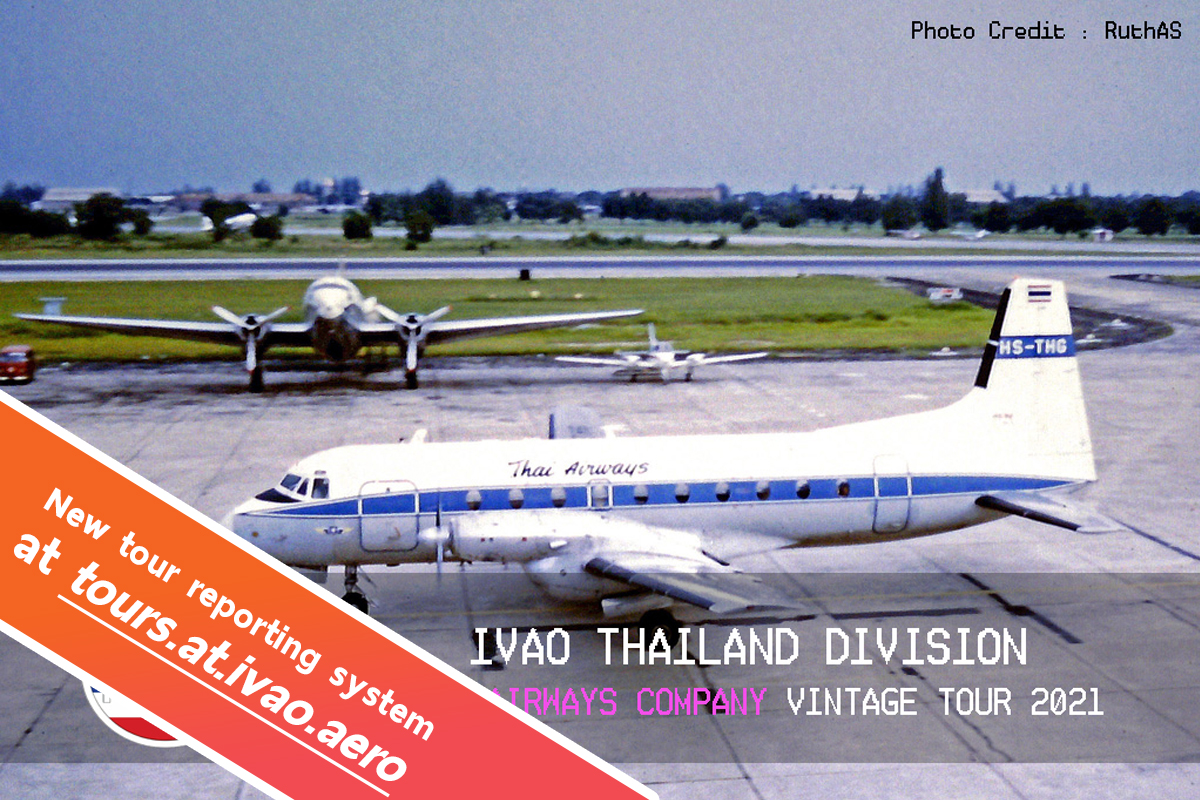 Photo Credit : RuthAS
HS-THG
Thai Airways
New tour reporting system
at tours.at.ivao.aero
IVAO THAILAND DIVISION
AIRWAYS COMPANY VINTAGE TOUR 2021